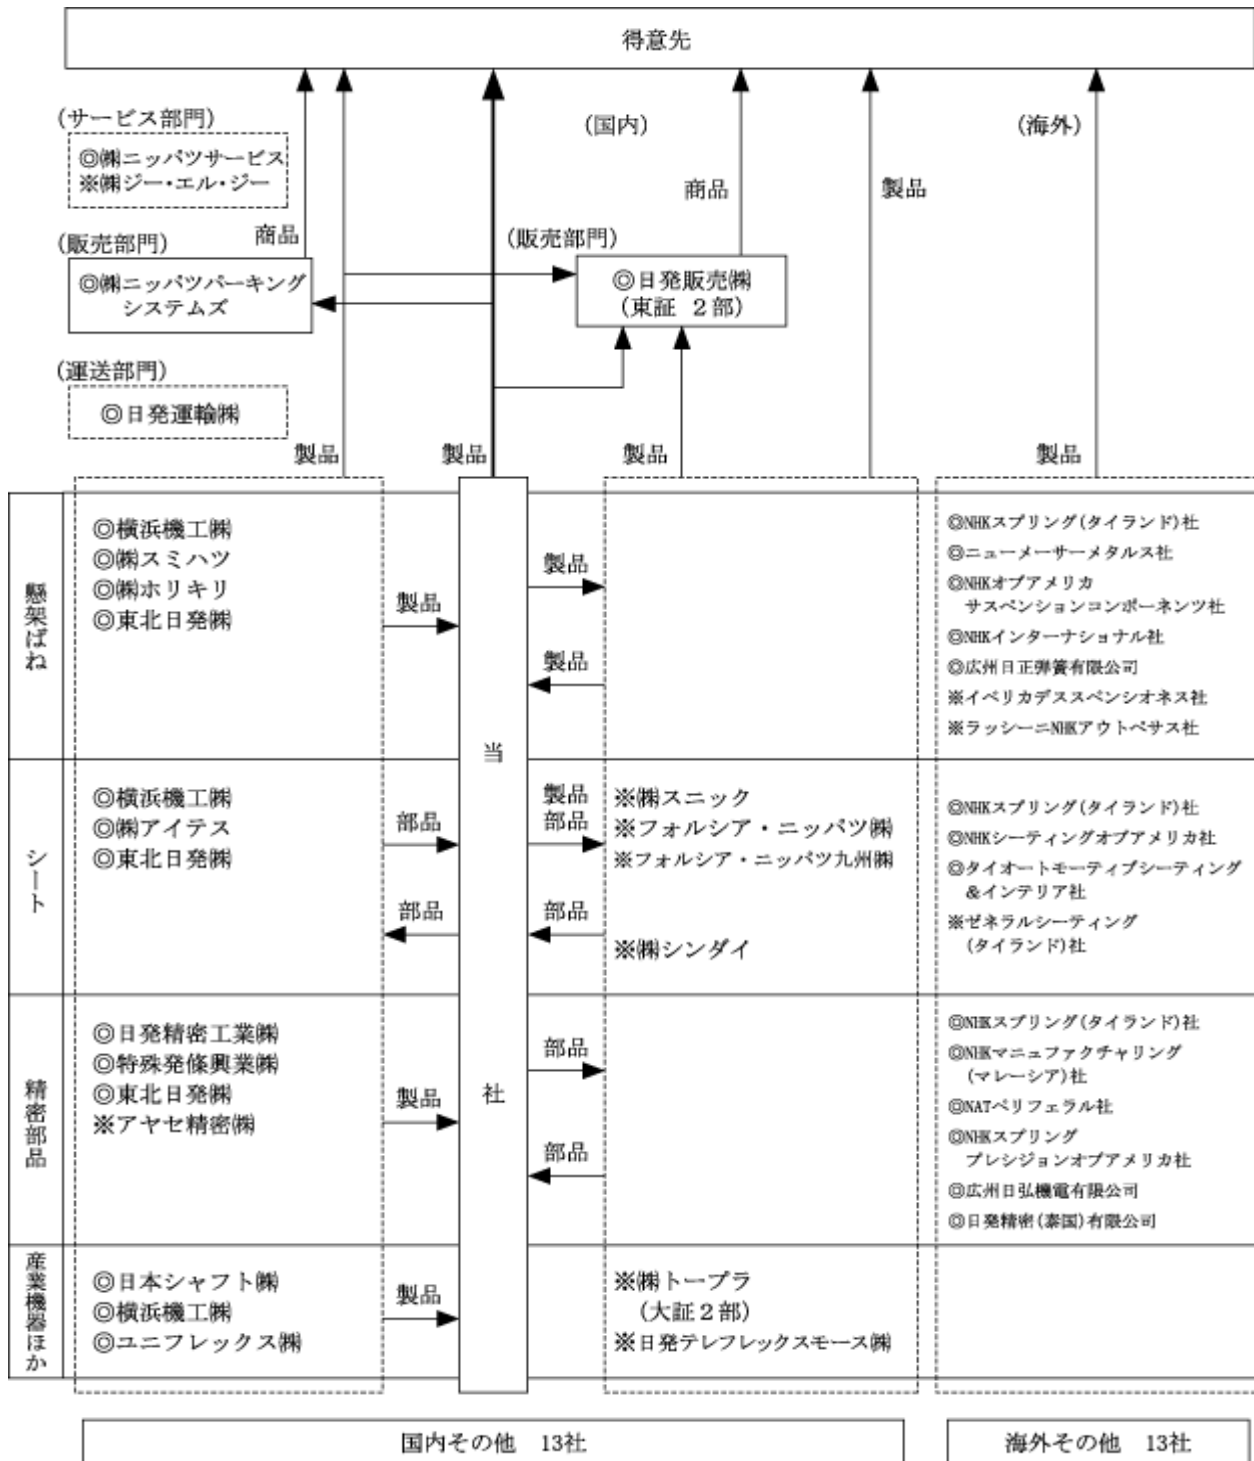 得意先
(サービス部門)
◎㈱ニッパツサービス
※㈱ジー・エル・ジー
(国内)
(海外)
商品
製品
(販売部門)
商品
◎㈱ニッパツパーキング
システムズ
(販売部門)
◎日発販売㈱
(東証 2部)
(運送部門)
◎日発運輸㈱
製品
製品
製品
製品
懸架ばね
◎横浜機工㈱
◎㈱スミハツ
◎㈱ホリキリ
◎東北日発㈱
製品
製品
製品
◎NHKスプリング(タイランド)社
◎ニューメーサーメタルス社
◎NHKオブアメリカ
サスペンションコンポーネンツ社
◎NHKインターナショナル社
◎広州日正弾簧有限公司
※イベリカデススペンシオネス社
※ラッシーニNHKアウトペサス社
当社
シート
◎横浜機工㈱
◎㈱アイテス
◎東北日発㈱
部品
部品
製品
部品
部品
※㈱スニック
※フォルシア・ニッパツ㈱
※フォルシア・ニッパツ九州㈱
※㈱シンダイ
◎NHKスプリング(タイランド)社
◎NHKシーティングオブアメリカ社
◎タイオートモーティブシーティング
&インテリア社
※ゼネラルシーティング
(タイランド)社
精密部品
◎日発精密工業㈱
◎特殊発條興業㈱
◎東北日発㈱
※アヤセ精密㈱
製品
部品
部品
◎NHKスプリング(タイランド)社
◎NHKマニュファクチャリング
(マレーシア)社
◎NATペリフェラル社
◎NHKスプリング
プレシジョンオブアメリカ社
◎広州日弘機電有限公司
◎日発精密(泰国)有限公司
産業機器ほか
◎日本シャフト㈱
◎横浜機工㈱
◎ユニフレックス㈱
製品
※㈱トープラ
(大証2部)
※日発テレフレックスモース㈱
国内その他 13社
海外その他 13社